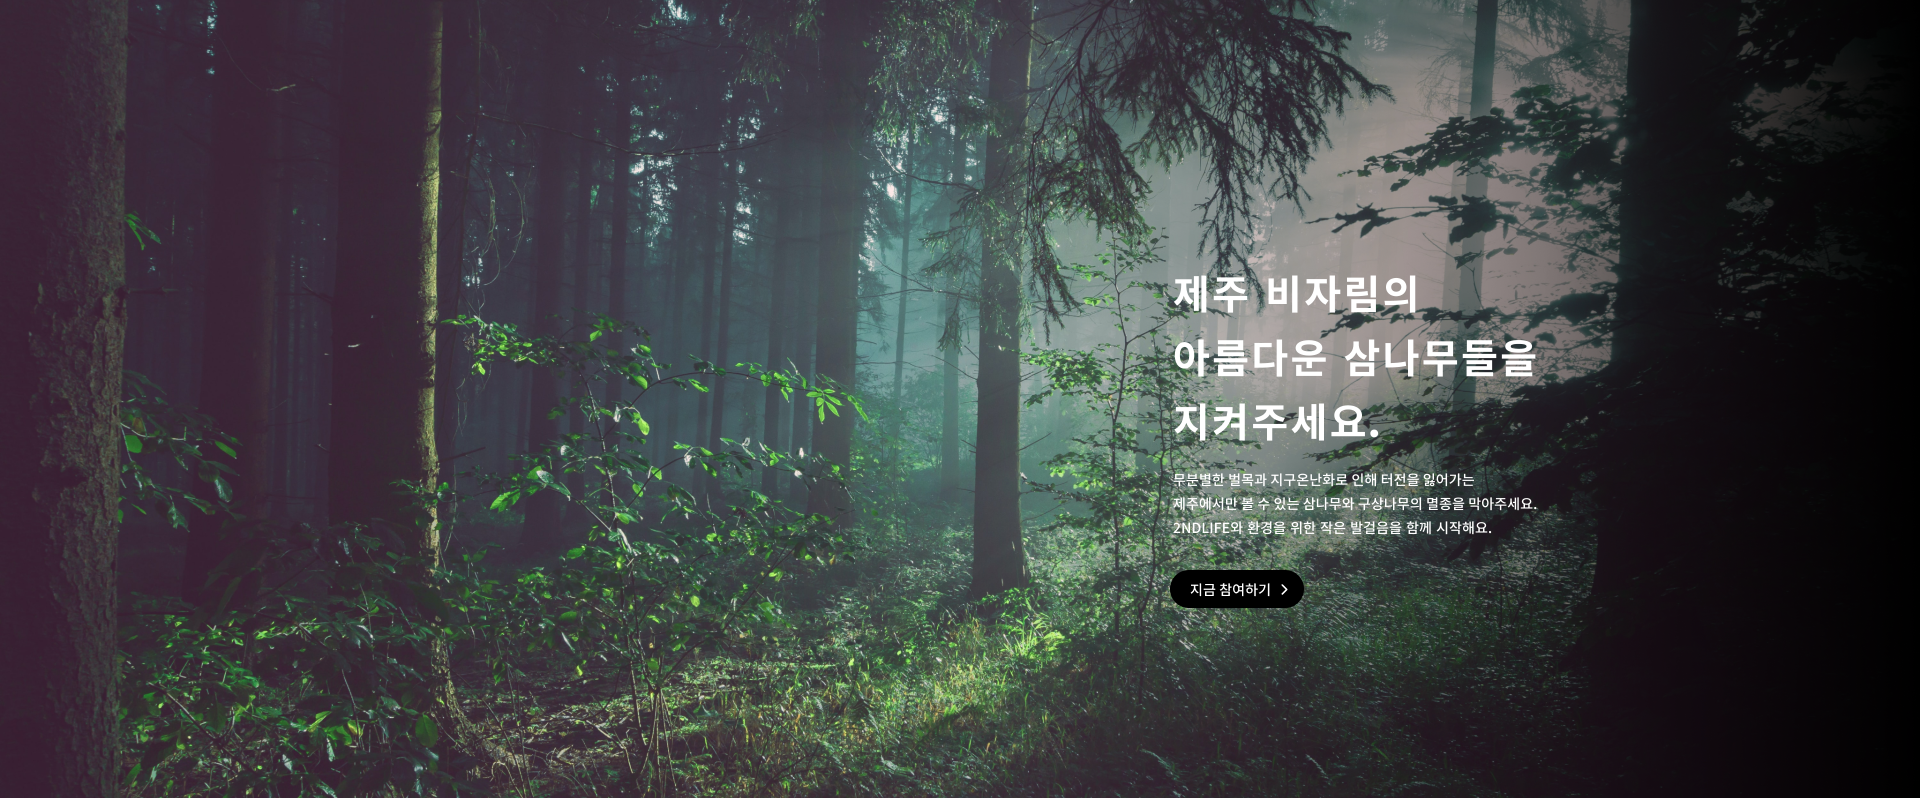 제주 비자림의
아름다운 삼나무들을
지켜주세요.
무분별한 벌목과 지구온난화로 인해 터전을 잃어가는
제주에서만 볼 수 있는 삼나무와 구상나무의 멸종을 막아주세요.
2NDLIFE와 환경을 위한 작은 발걸음을 함께 시작해요.
지금 참여하기